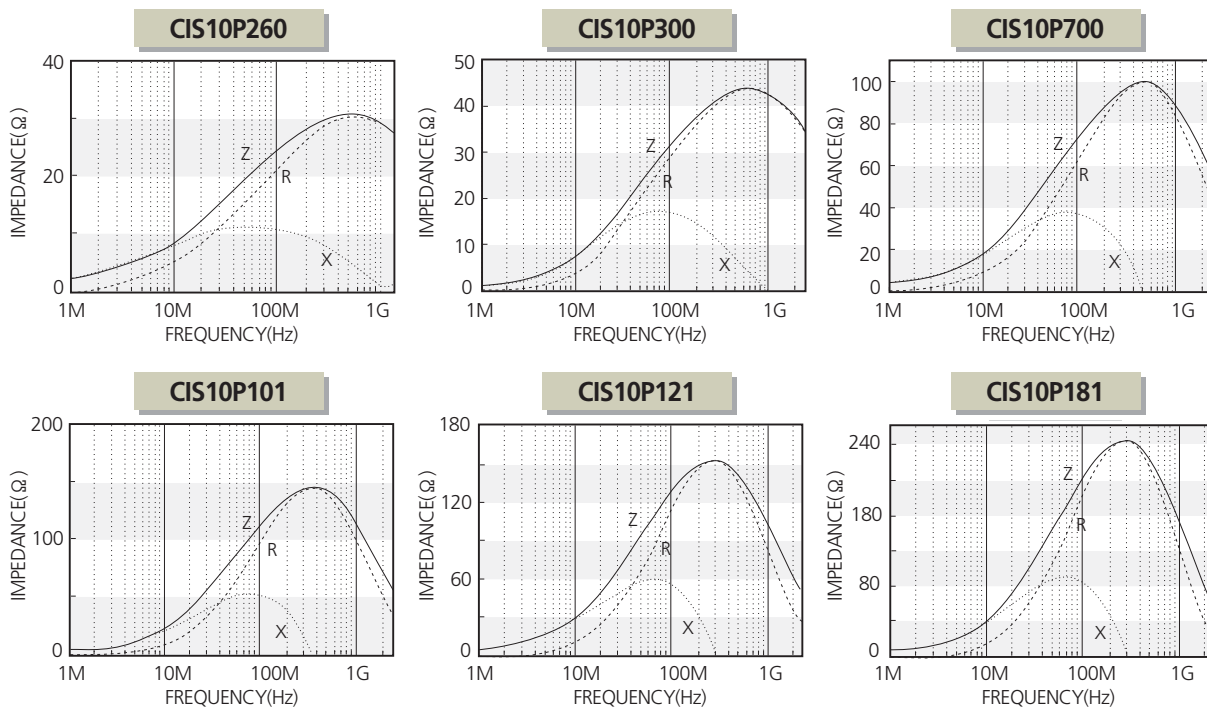 CIS10P260
40
20
0
IMPEDANCE(Ω)
Z
R
X
1M 10M 100M 1G
FREQUENCY(Hz)
CIS10P300
50
40
30
20
10
0
IMPEDANCE(Ω)
Z
R
X
1M 10M 100M 1G
FREQUENCY(Hz)
CIS10P700
100
80
60
40
20
0
IMPEDANCE(Ω)
Z
R
X
1M 10M 100M 1G
FREQUENCY(Hz)
CIS10P101
200
100
0
IMPEDANCE(Ω)
Z
R
X
1M 10M 100M 1G
FREQUENCY(Hz)
CIS10P121
180
120
60
0
IMPEDANCE(Ω)
Z
R
X
1M 10M 100M 1G
FREQUENCY(Hz)
CIS10P181
240
180
80
0
IMPEDANCE(Ω)
Z
R
X
1M 10M 100M 1G
FREQUENCY(Hz)